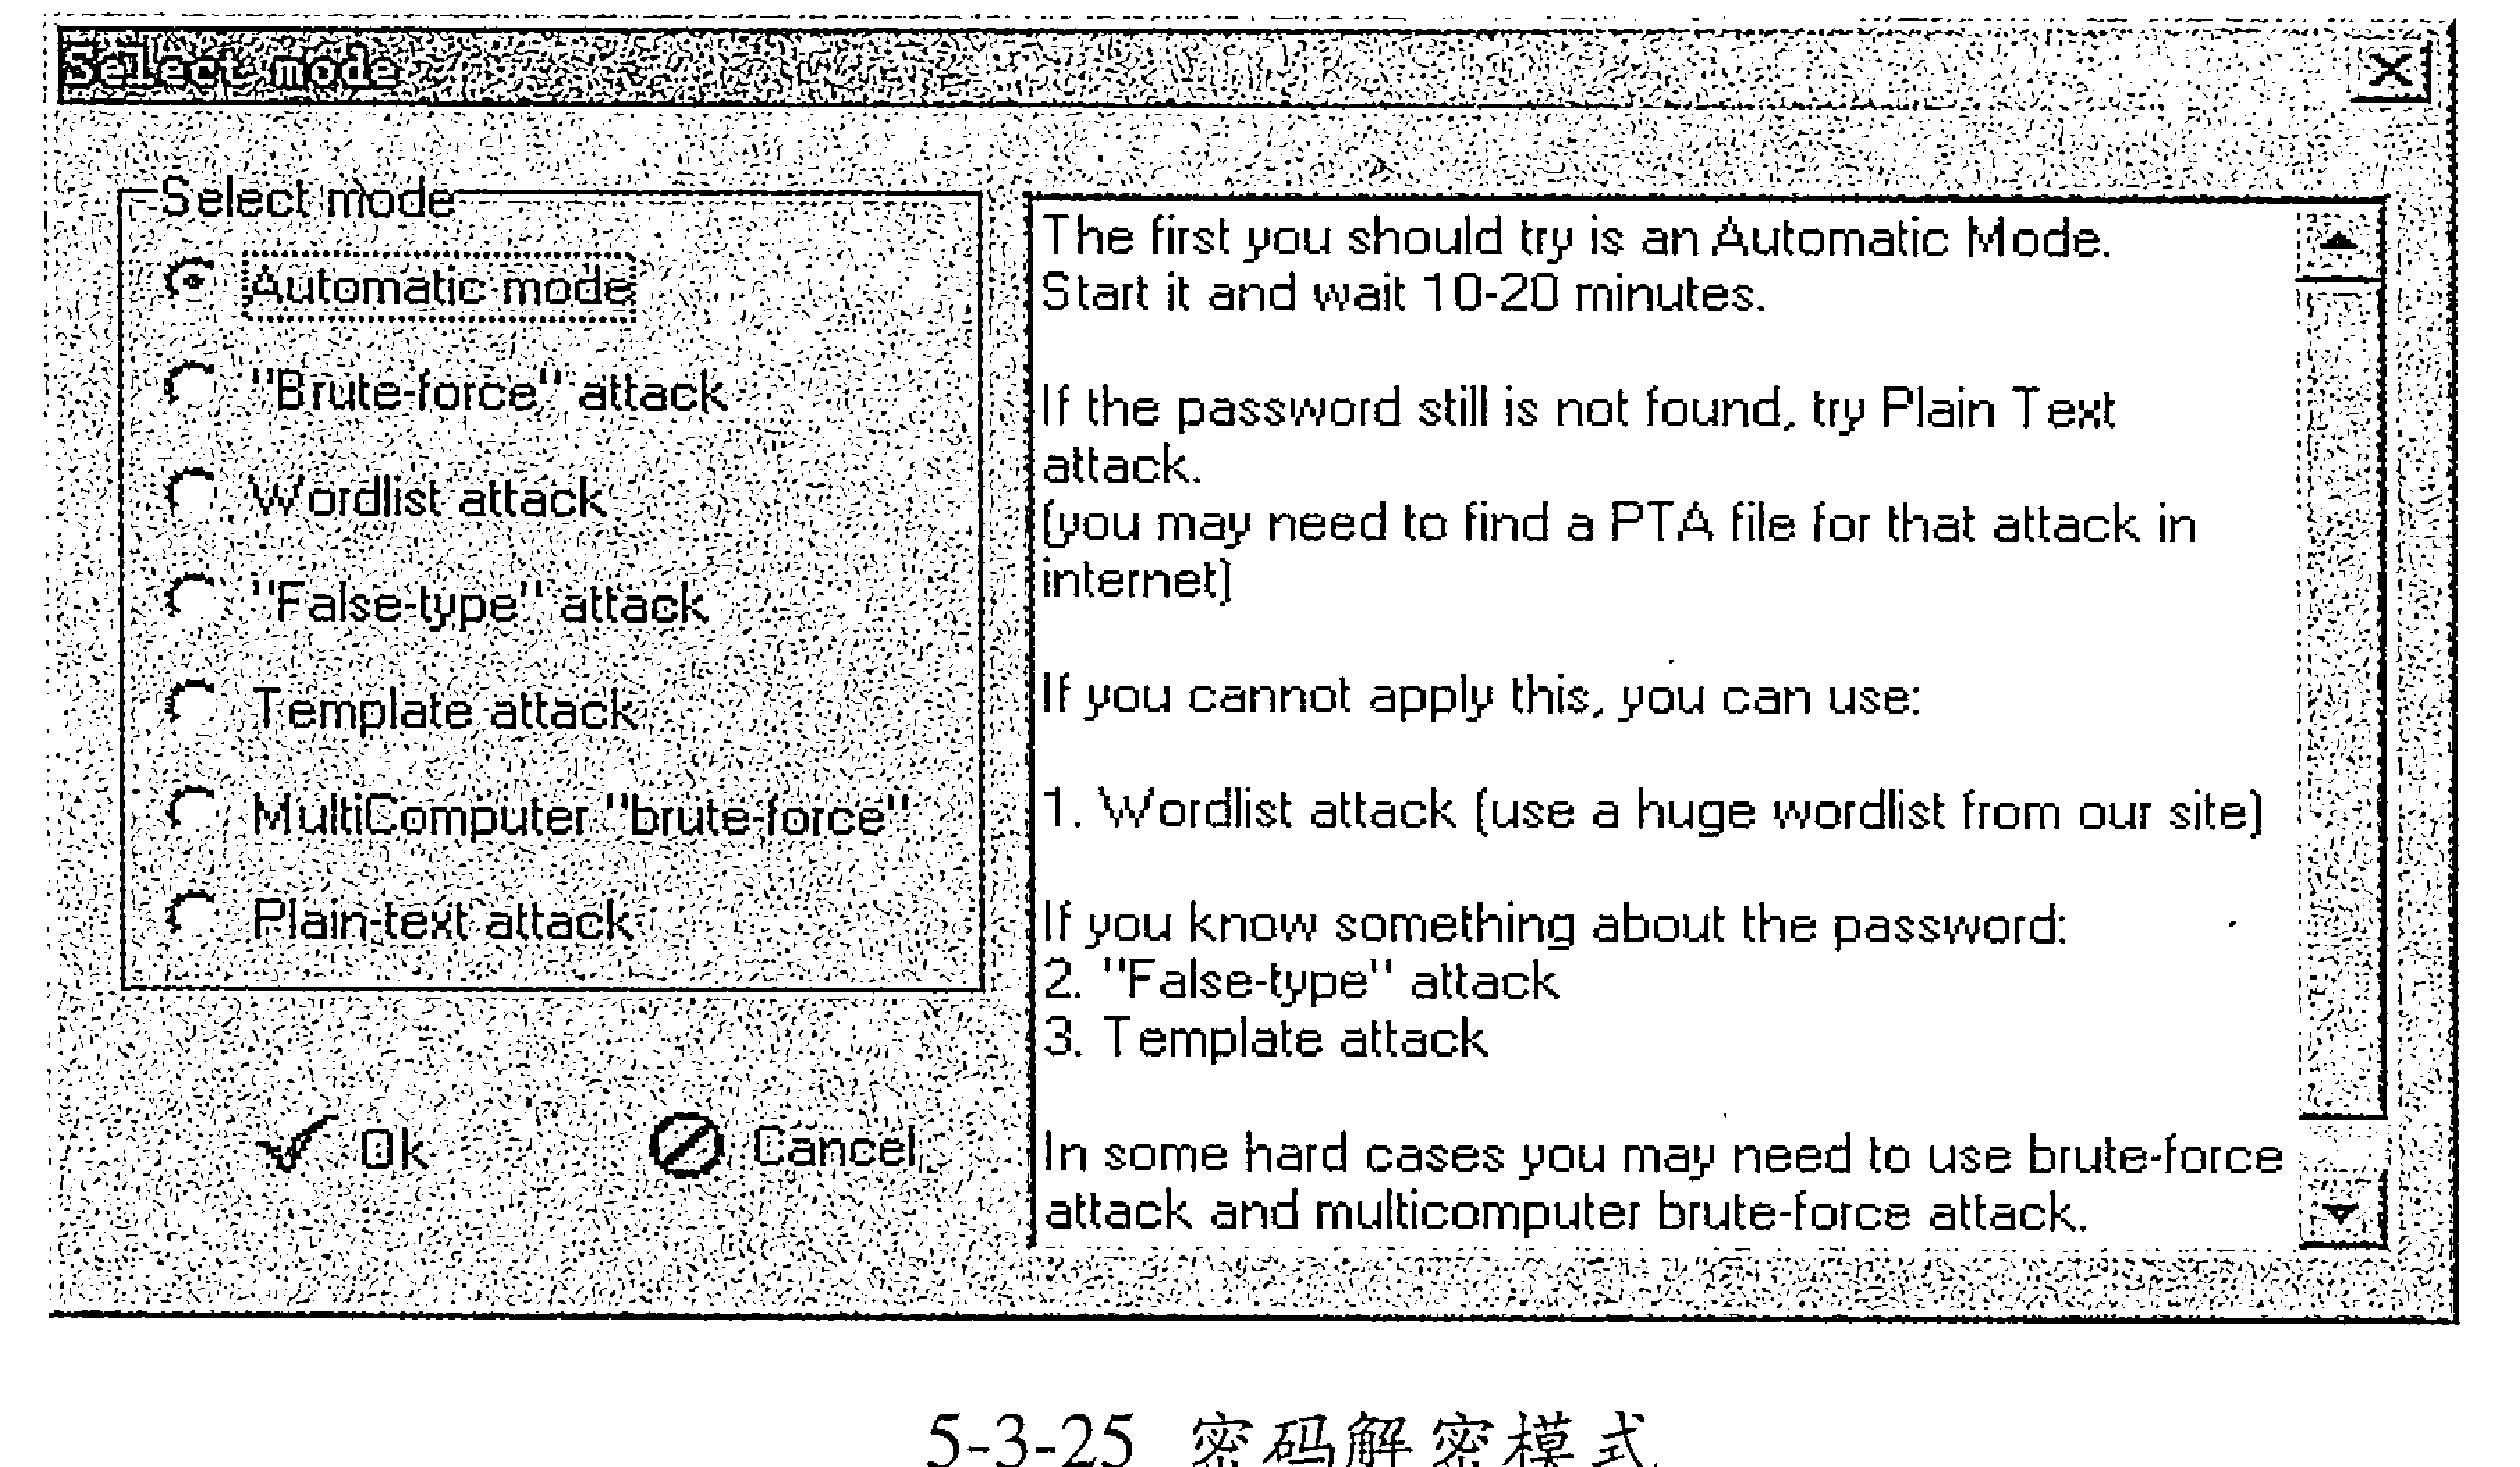 Select mode
Select mode
Automatic mode
"Brute-force" attack
Wordlist attack
"False-type" attack
Template attack
MultiComputer "brute-force"
Plain-text attack
Ok
Cancel
The first you should try is an Automatic Mode.
Start it and wait 10-20 minutes.
If the password still is not found, try Plain Text
attack.
(you may need to find a PTA file for that attack in
internet)
If you cannot apply this, you can use:
1. Wordlist attack (use a huge wordlist from our site)
If you know something about the password:
2. "False-type" attack
3. Template attack
In some hard cases you may need to use brute-force
attack and multicomputer brute-force attack.
5-3-25 密码解密模式